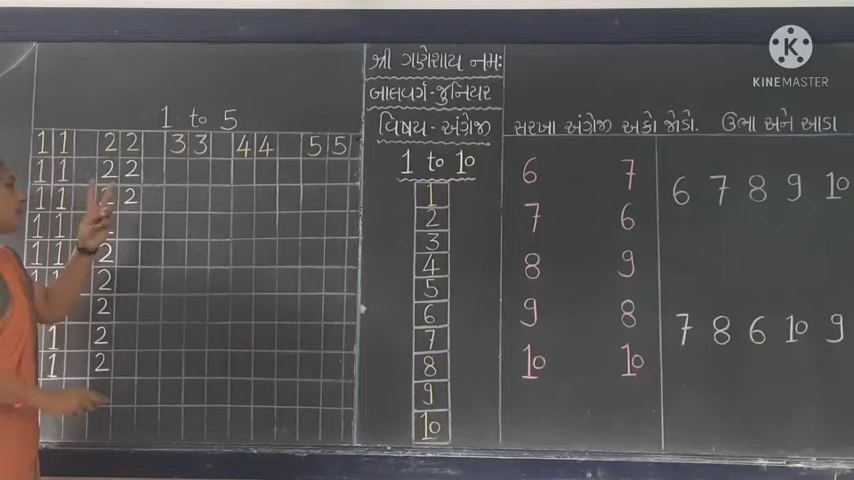 KINEMASTER
શ્રી ગણેશાય નમઃ
બાલવર્ગ-જુનિયર
વિષય - અંગ્રેજી
1 to 10
1
2
3
4
5
6
7
8
9
10
1 to 5
1 1 2 2 3 3 4 4 5 5
1 1 2 2
1 1 2 2
1 1
1 1 2
1 1 2
2
1 2
1 2
સરખા અંગ્રેજી અકો જોડો.
6 7
7 6
8 9
9 8
10 10
ઉભા અને આડા
6 7 8 9 10
7 8 6 10 9